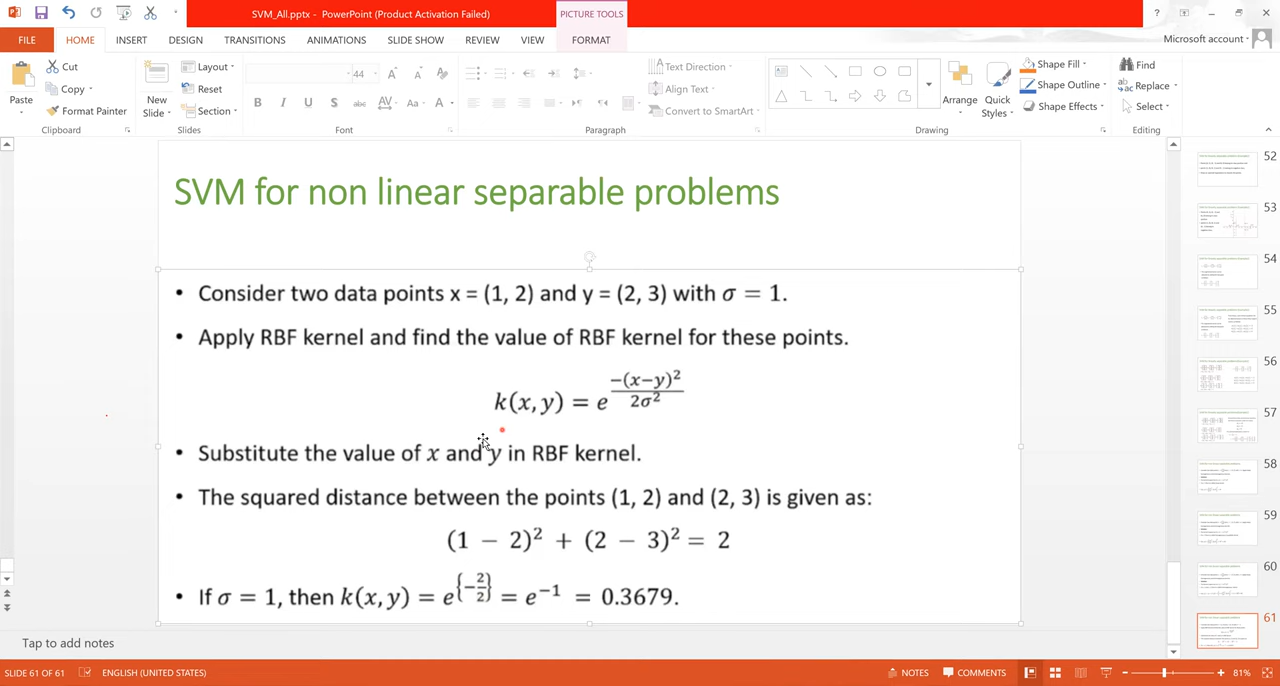 SVM_All.pptx - PowerPoint (Product Activation Failed)
PICTURE TOOLS
FILE HOME INSERT DESIGN TRANSITIONS ANIMATIONS SLIDE SHOW REVIEW VIEW FORMAT
Microsoft account
Paste
Cut
Copy
Format Painter
Clipboard
New Slide
Layout
Reset
Section
Slides
44
B I U S abc AV Aa A
Font
Text Direction
Align Text
Convert to SmartArt
Paragraph
Arrange
Quick Styles
Shape Fill
Shape Outline
Shape Effects
Drawing
Find
Replace
Select
Editing
SVM for non linear separable problems
• Consider two data points x = (1, 2) and y = (2, 3) with σ = 1.
• Apply RBF kernel and find the value of RBF kernel for these points.
k(x, y) = e^{\frac{-(x-y)^2}{2σ^2}}
• Substitute the value of x and y in RBF kernel.
• The squared distance between the points (1, 2) and (2, 3) is given as:
(1 − 2)² + (2 − 3)² = 2
• If σ = 1, then k(x, y) = e^{\{-\frac{2}{2}\}} = e⁻¹ = 0.3679.
52
53
54
55
56
57
58
59
60
61
Tap to add notes
SLIDE 61 OF 61 ENGLISH (UNITED STATES) NOTES COMMENTS 81%